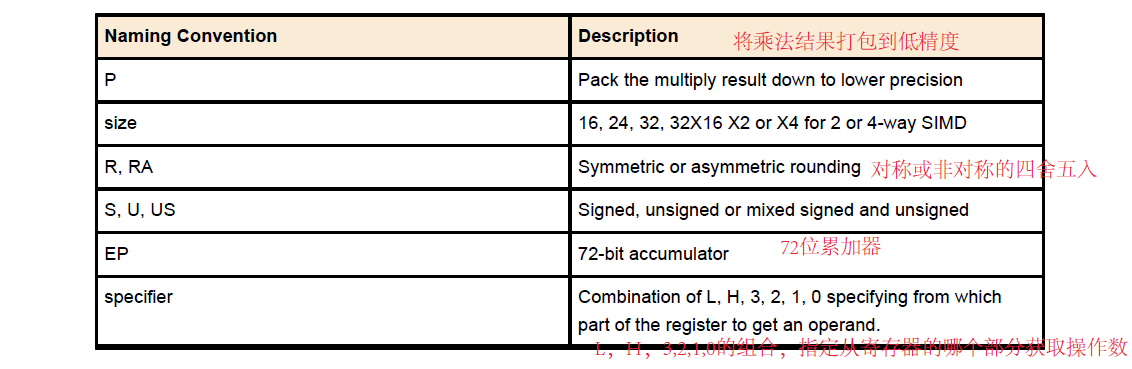 Naming Convention
Description
将乘法结果打包到低精度
P
Pack the multiply result down to lower precision
size
16, 24, 32, 32X16 X2 or X4 for 2 or 4-way SIMD
R, RA
Symmetric or asymmetric rounding
对称或非对称的四舍五入
S, U, US
Signed, unsigned or mixed signed and unsigned
EP
72-bit accumulator
72位累加器
specifier
Combination of L, H, 3, 2, 1, 0 specifying from which
part of the register to get an operand.
L，H，3,2,1,0的组合，指定从寄存器的哪个部分获取操作数